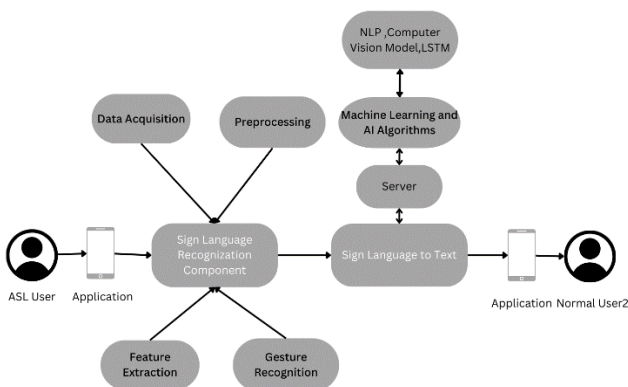 NLP ,Computer
Vision Model,LSTM
Data Acquisition
Preprocessing
Machine Learning and
AI Algorithms
Server
Sign Language
Recognization
Component
Sign Language to Text
ASL User
Application
Application
Normal User2
Feature
Extraction
Gesture
Recognition